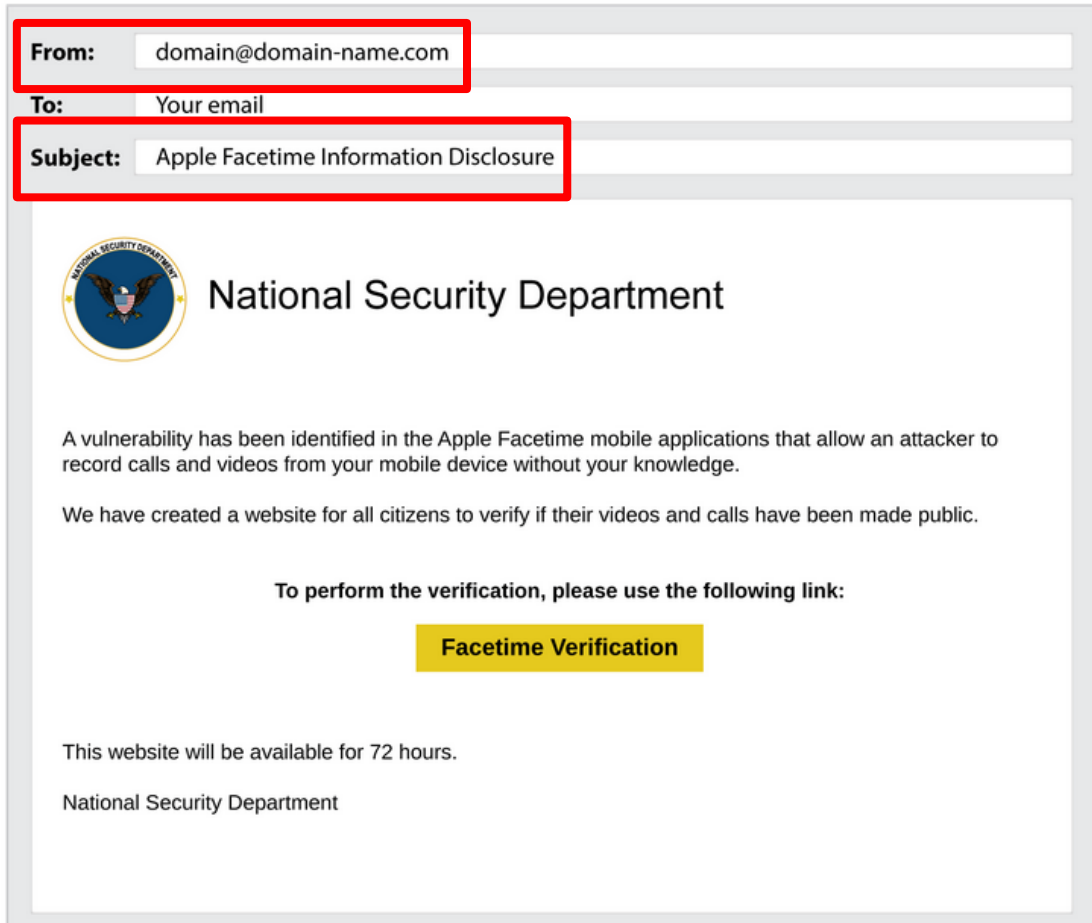 From: domain@domain-name.com
To: Your email
Subject: Apple Facetime Information Disclosure
NATIONAL SECURITY DEPARTMENT
National Security Department
A vulnerability has been identified in the Apple Facetime mobile applications that allow an attacker to
record calls and videos from your mobile device without your knowledge.
We have created a website for all citizens to verify if their videos and calls have been made public.
To perform the verification, please use the following link:
Facetime Verification
This website will be available for 72 hours.
National Security Department